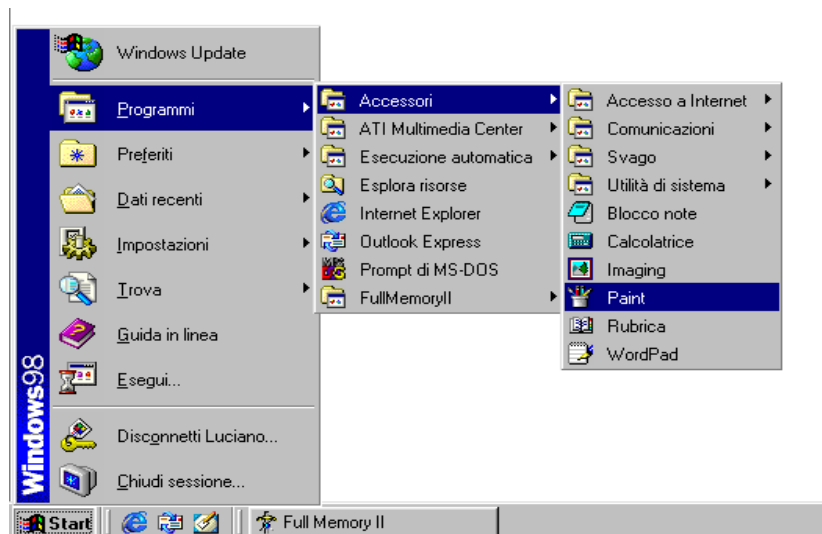 Windows Update
Programmi
Preferiti
Dati recenti
Impostazioni
Trova
Guida in linea
Esegui...
Disconnetti Luciano...
Chiudi sessione...
Windows98
Accessori
ATI Multimedia Center
Esecuzione automatica
Esplora risorse
Internet Explorer
Outlook Express
Prompt di MS-DOS
FullMemoryII
Accesso a Internet
Comunicazioni
Svago
Utilità di sistema
Blocco note
Calcolatrice
Imaging
Paint
Rubrica
WordPad
Start
Full Memory II